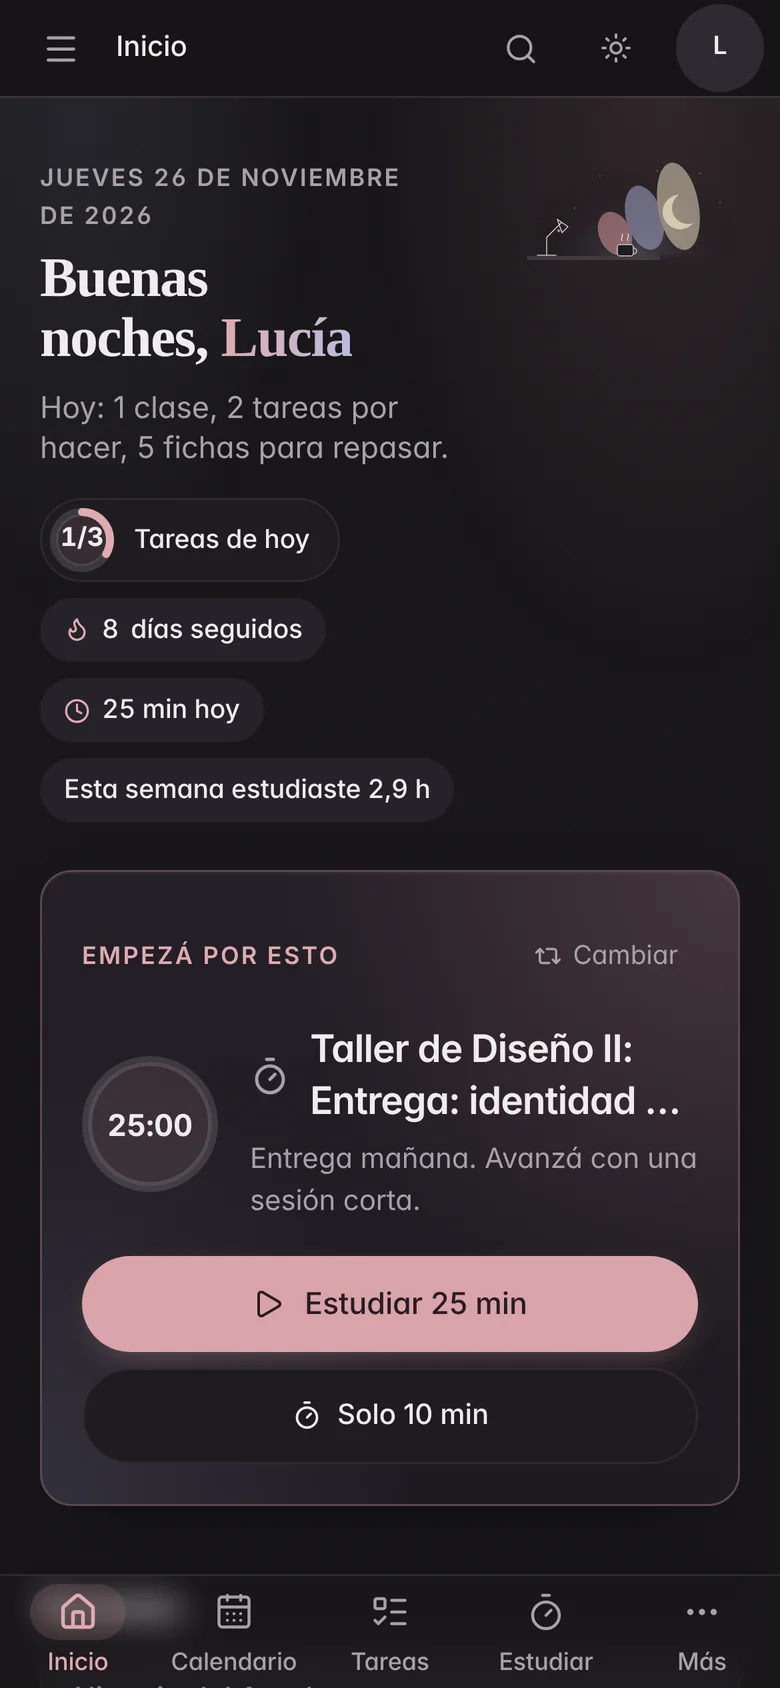 Inicio
L
JUEVES 26 DE NOVIEMBRE
DE 2026
Buenas
noches, Lucía
Hoy: 1 clase, 2 tareas por
hacer, 5 fichas para repasar.
1/3 Tareas de hoy
8 días seguidos
25 min hoy
Esta semana estudiaste 2,9 h
EMPEZÁ POR ESTO
Cambiar
25:00
Taller de Diseño II:
Entrega: identidad ...
Entrega mañana. Avanzá con una
sesión corta.
Estudiar 25 min
Solo 10 min
Inicio
Calendario
Tareas
Estudiar
Más